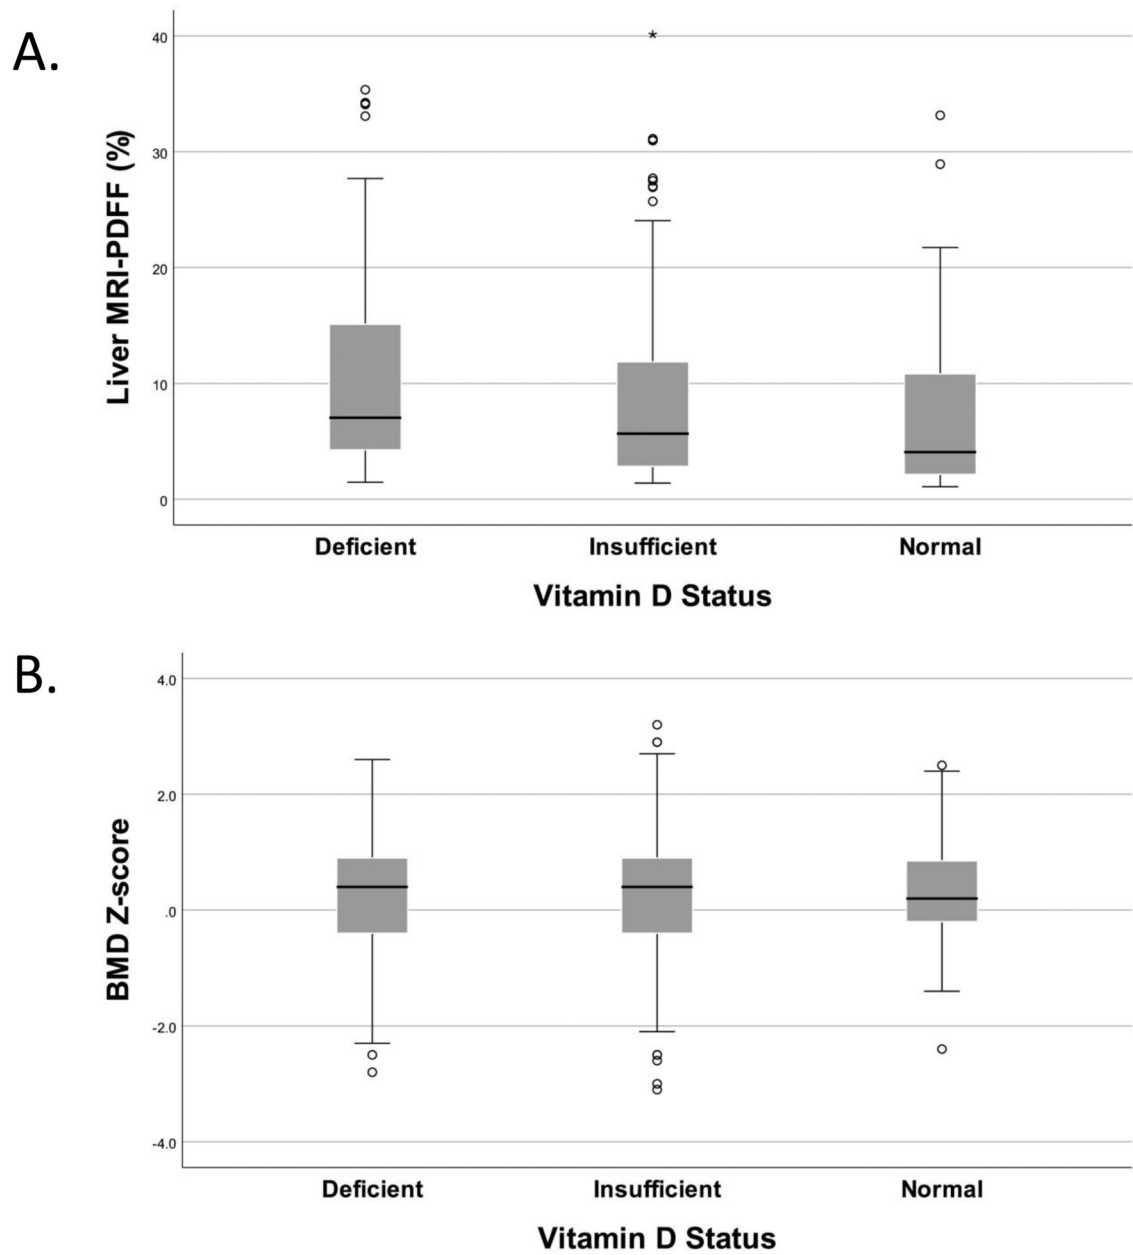 A.
Liver MRI-PDFF (%)
40
30
20
10
0
*
Deficient Insufficient Normal
Vitamin D Status
B.
BMD Z-score
4.0
2.0
.0
-2.0
-4.0
Deficient Insufficient Normal
Vitamin D Status